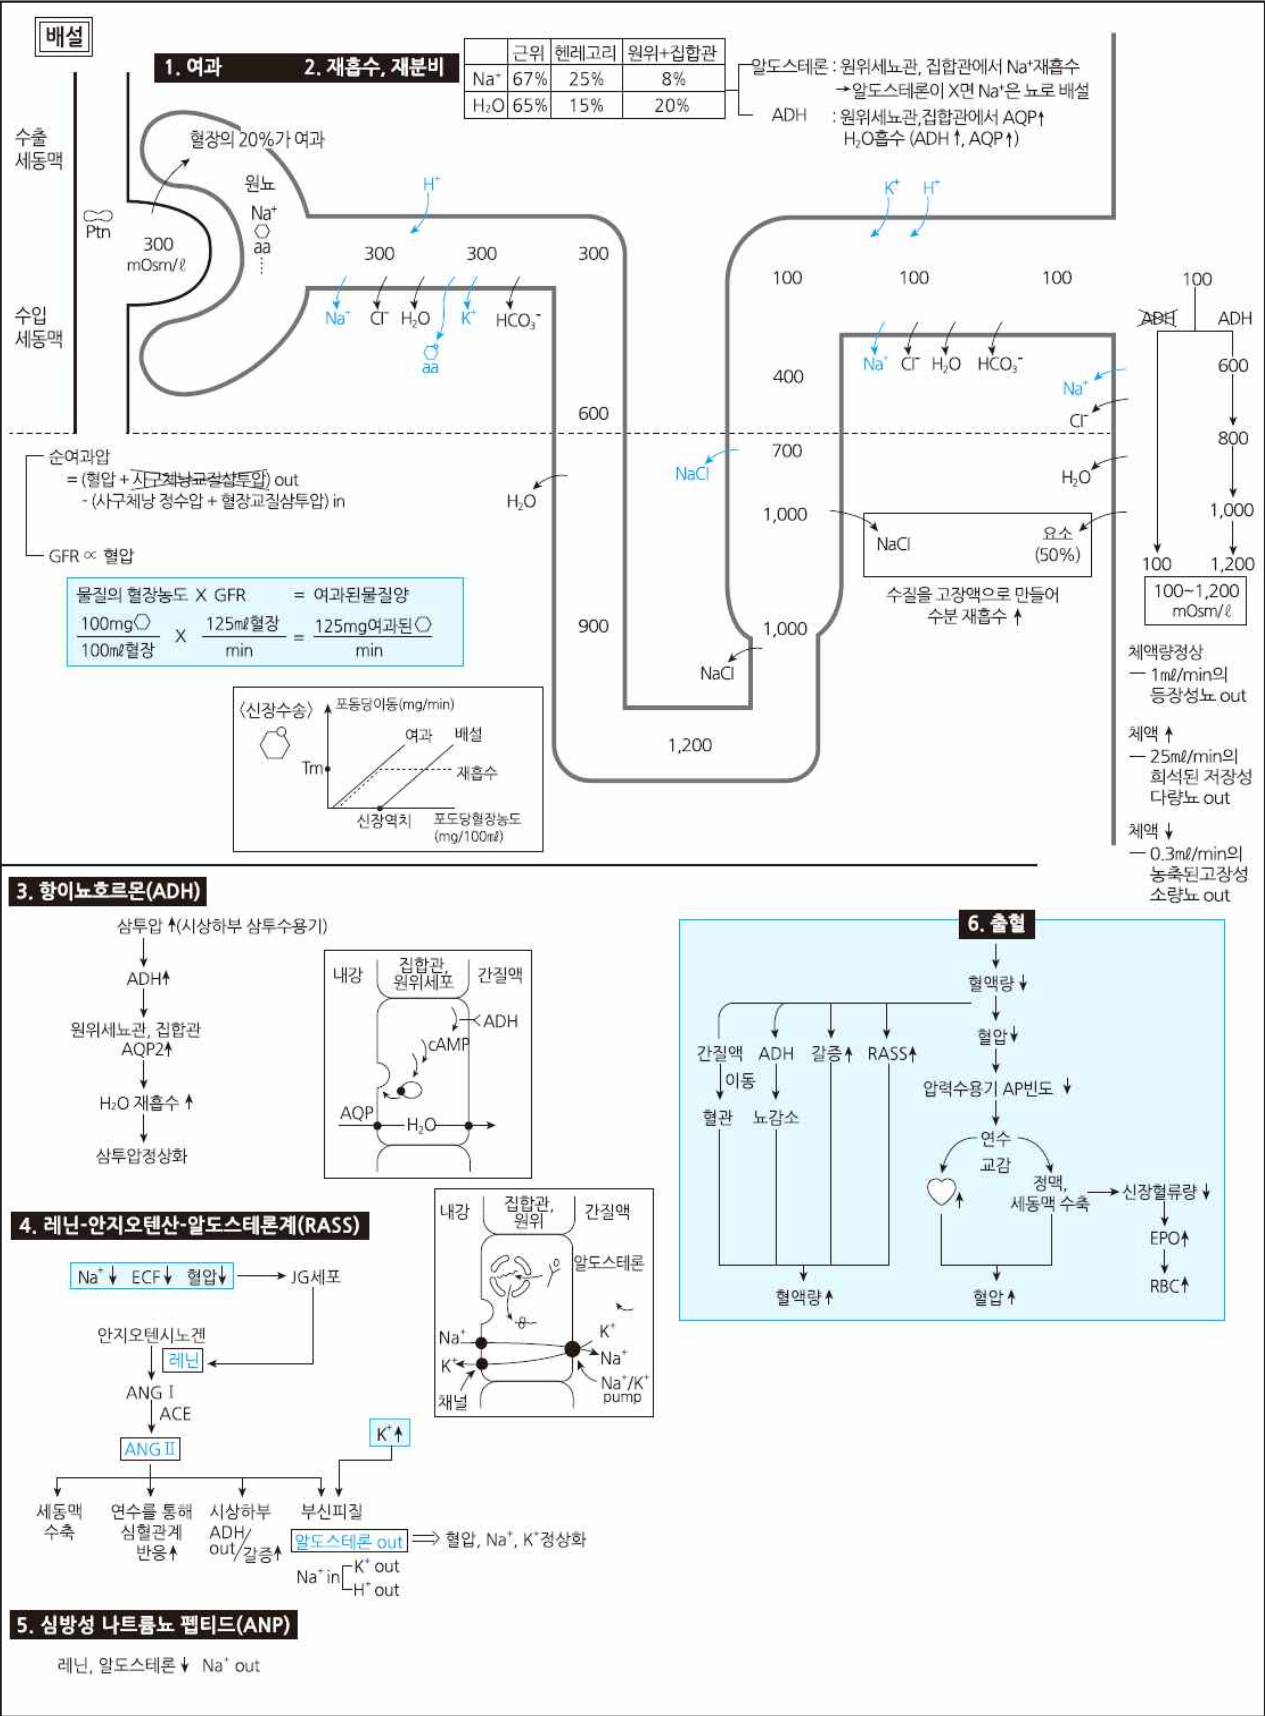 배설
1. 여과 2. 재흡수, 재분비
근위 헨레고리 원위+집합관
Na⁺ 67% 25% 8%
H₂O 65% 15% 20%
알도스테론 : 원위세뇨관, 집합관에서 Na⁺재흡수
→알도스테론이 X면 Na⁺은 뇨로 배설
ADH : 원위세뇨관,집합관에서 AQP↑
H₂O흡수 (ADH↑, AQP↑)
수출
세동맥
혈장의 20%가 여과
원뇨
Na⁺
aa
Ptn
300
mOsm/ℓ
수입
세동맥
H⁺
300 300 300
Na⁺ Cl⁻ H₂O K⁺ HCO₃⁻
aa
600
H₂O
900
1,200
K⁺ H⁺
100 100 100
400
Na⁺ Cl⁻ H₂O HCO₃⁻
700
NaCl
1,000
1,000
NaCl
Na⁺
Cl⁻
H₂O
NaCl
요소
(50%)
수질을 고장액으로 만들어
수분 재흡수 ↑
100
ADH ADH
600
800
1,000
100 1,200
100~1,200
mOsm/ℓ
체액량정상
— 1㎖/min의
등장성뇨 out
체액 ↑
— 25㎖/min의
희석된 저장성
다량뇨 out
체액 ↓
— 0.3㎖/min의
농축된고장성
소량뇨 out
순여과압
= (혈압 + 사구체낭교질삽투압) out
- (사구체낭 정수압 + 혈장교질삼투압) in
GFR ∝ 혈압
물질의 혈장농도 X GFR = 여과된물질양
100mg 125㎖혈장 125mg여과된
X =
100㎖혈장 min min
〈신장수송〉
포동당이동(mg/min)
여과 배설
Tm
재흡수
신장역치
포도당혈장농도
(mg/100㎖)
3. 항이뇨호르몬(ADH)
삼투압 ↑(시상하부 삼투수용기)
ADH↑
원위세뇨관, 집합관
AQP2↑
H₂O 재흡수 ↑
삼투압정상화
내강 집합관, 간질액
원위세포
ADH
cAMP
AQP
H₂O
4. 레닌-안지오텐산-알도스테론계(RASS)
Na⁺↓ ECF↓ 혈압↓ → JG세포
안지오텐시노겐
레닌
ANG Ⅰ
ACE
ANG Ⅱ
K⁺↑
세동맥
수축
연수를 통해
심혈관계
반응↑
시상하부
ADH/
out/갈증↑
부신피질
알도스테론 out ⇒ 혈압, Na⁺, K⁺정상화
Na⁺in
K⁺ out
H⁺ out
내강 집합관, 간질액
원위
알도스테론
Na⁺
K⁺
K⁺
Na⁺
채널
Na⁺/K⁺
pump
5. 심방성 나트륨뇨 펩티드(ANP)
레닌, 알도스테론↓ Na⁺ out
6. 출혈
혈액량↓
혈압↓
간질액 ADH 갈증↑ RASS↑
이동
혈관 뇨감소
혈액량↑
압력수용기 AP빈도 ↓
연수
교감
↑
정맥,
세동맥 수축
신장혈류량↓
EPO↑
RBC↑
혈압↑